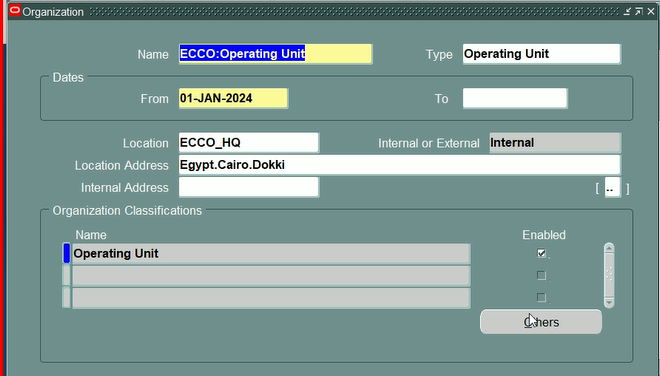 Organization
Name ECCO:Operating Unit Type Operating Unit
Dates
From 01-JAN-2024 To
Location ECCO_HQ Internal or External Internal
Location Address Egypt.Cairo.Dokki
Internal Address [ .. ]
Organization Classifications
Name Enabled
Operating Unit
Others